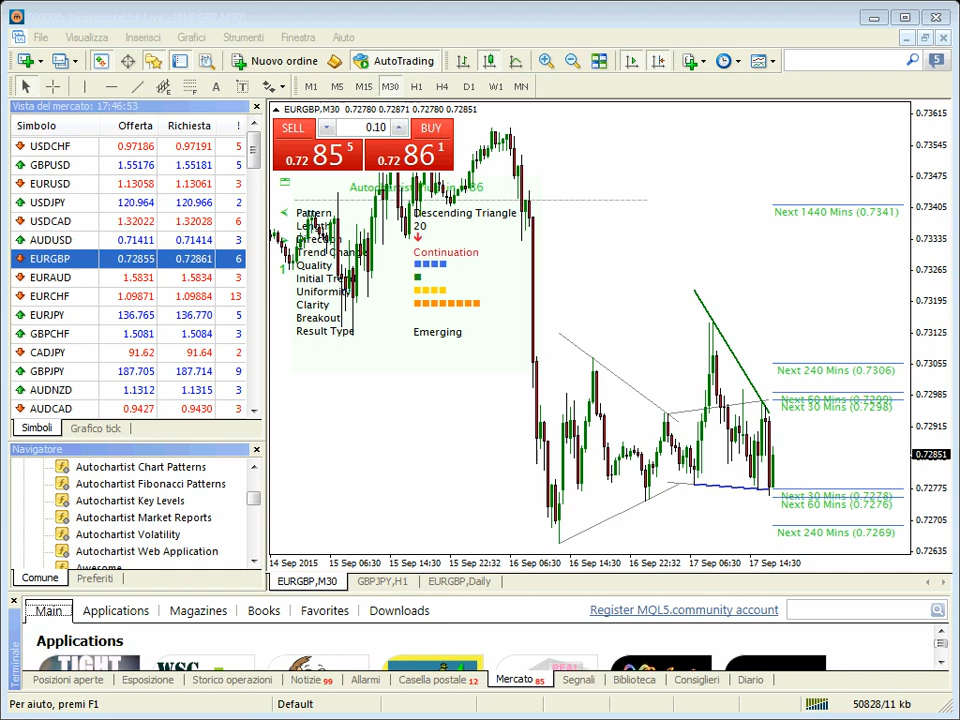 File Visualizza Inserisci Grafici Strumenti Finestra Aiuto
Nuovo ordine AutoTrading 5
A T M1 M5 M15 M30 H1 H4 D1 W1 MN
Vista del mercato: 17:46:53
Simbolo Offerta Richiesta !
USDCHF 0.97186 0.97191 5
GBPUSD 1.55176 1.55181 5
EURUSD 1.13058 1.13061 3
USDJPY 120.964 120.966 2
USDCAD 1.32022 1.32028 6
AUDUSD 0.71411 0.71414 3
EURGBP 0.72855 0.72861 6
EURAUD 1.5831 1.5834 3
EURCHF 1.09871 1.09884 13
EURJPY 136.765 136.770 5
GBPCHF 1.5081 1.5084 3
CADJPY 91.62 91.64 2
GBPJPY 187.705 187.714 9
AUDNZD 1.1312 1.1315 3
AUDCAD 0.9427 0.9430 3
Simboli Grafico tick
Navigatore
Autochartist Chart Patterns
Autochartist Fibonacci Patterns
Autochartist Key Levels
Autochartist Market Reports
Autochartist Volatility
Autochartist Web Application
Awesome
Comune Preferiti
EURGBP,M30 0.72780 0.72871 0.72780 0.72851
SELL 0.10 BUY
0.72 85 5 0.72 86 1
Pattern Descending Triangle
Length 20
Direction
Trend Change Continuation
Quality
Initial Trend
Uniformity
Clarity
Breakout
Result Type Emerging
Next 1440 Mins (0.7341)
Next 240 Mins (0.7306)
Next 60 Mins (0.7299)
Next 30 Mins (0.7298)
Next 30 Mins (0.7278)
Next 60 Mins (0.7276)
Next 240 Mins (0.7269)
0.73615
0.73545
0.73475
0.73405
0.73335
0.73265
0.73195
0.73125
0.73055
0.72985
0.72915
0.72851
0.72775
0.72705
0.72635
14 Sep 2015 15 Sep 06:30 15 Sep 14:32 15 Sep 22:32 16 Sep 06:30 16 Sep 14:32 16 Sep 22:32 17 Sep 06:30 17 Sep 14:30
EURGBP,M30 GBPJPY,H1 EURGBP,Daily
Terminale
Main Applications Magazines Books Favorites Downloads Register MQL5.community account
Applications
TIGHT WSC REAL
Posizioni aperte Esposizione Storico operazioni Notizie 99 Allarmi Casella postale 12 Mercato 85 Segnali Biblioteca Consiglieri Diario
Per aiuto, premi F1 Default 50828/11 kb